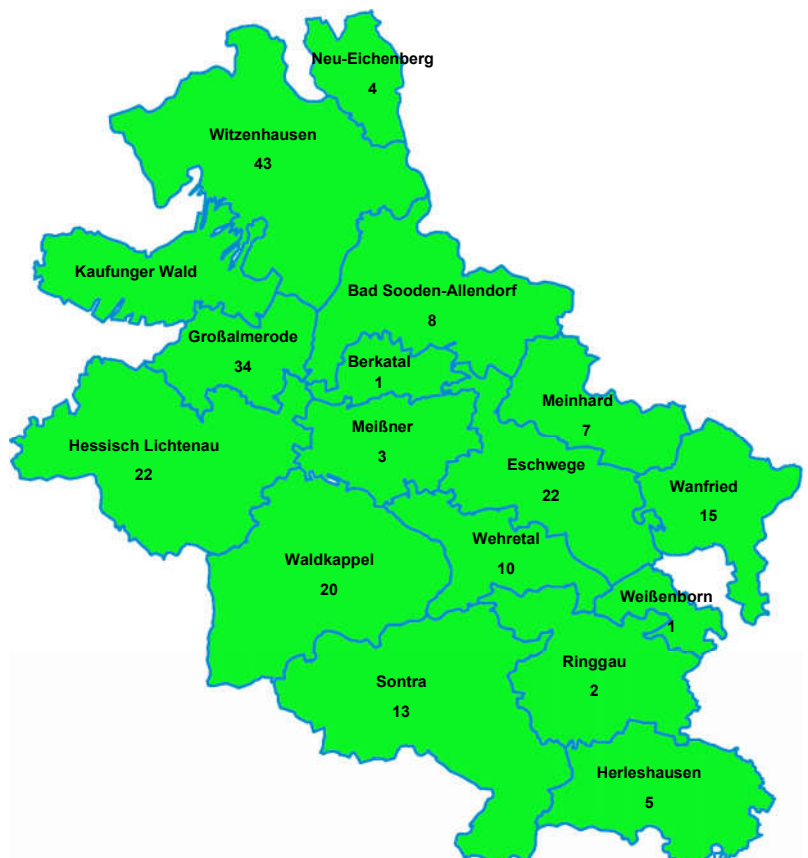 Neu-Eichenberg
4
Witzenhausen
43
Kaufunger Wald
Bad Sooden-Allendorf
8
Großalmerode
34
Berkatal
1
Meinhard
7
Meißner
3
Hessisch Lichtenau
22
Eschwege
22
Wanfried
15
Wehretal
10
Waldkappel
20
Weißenborn
1
Ringgau
2
Sontra
13
Herleshausen
5